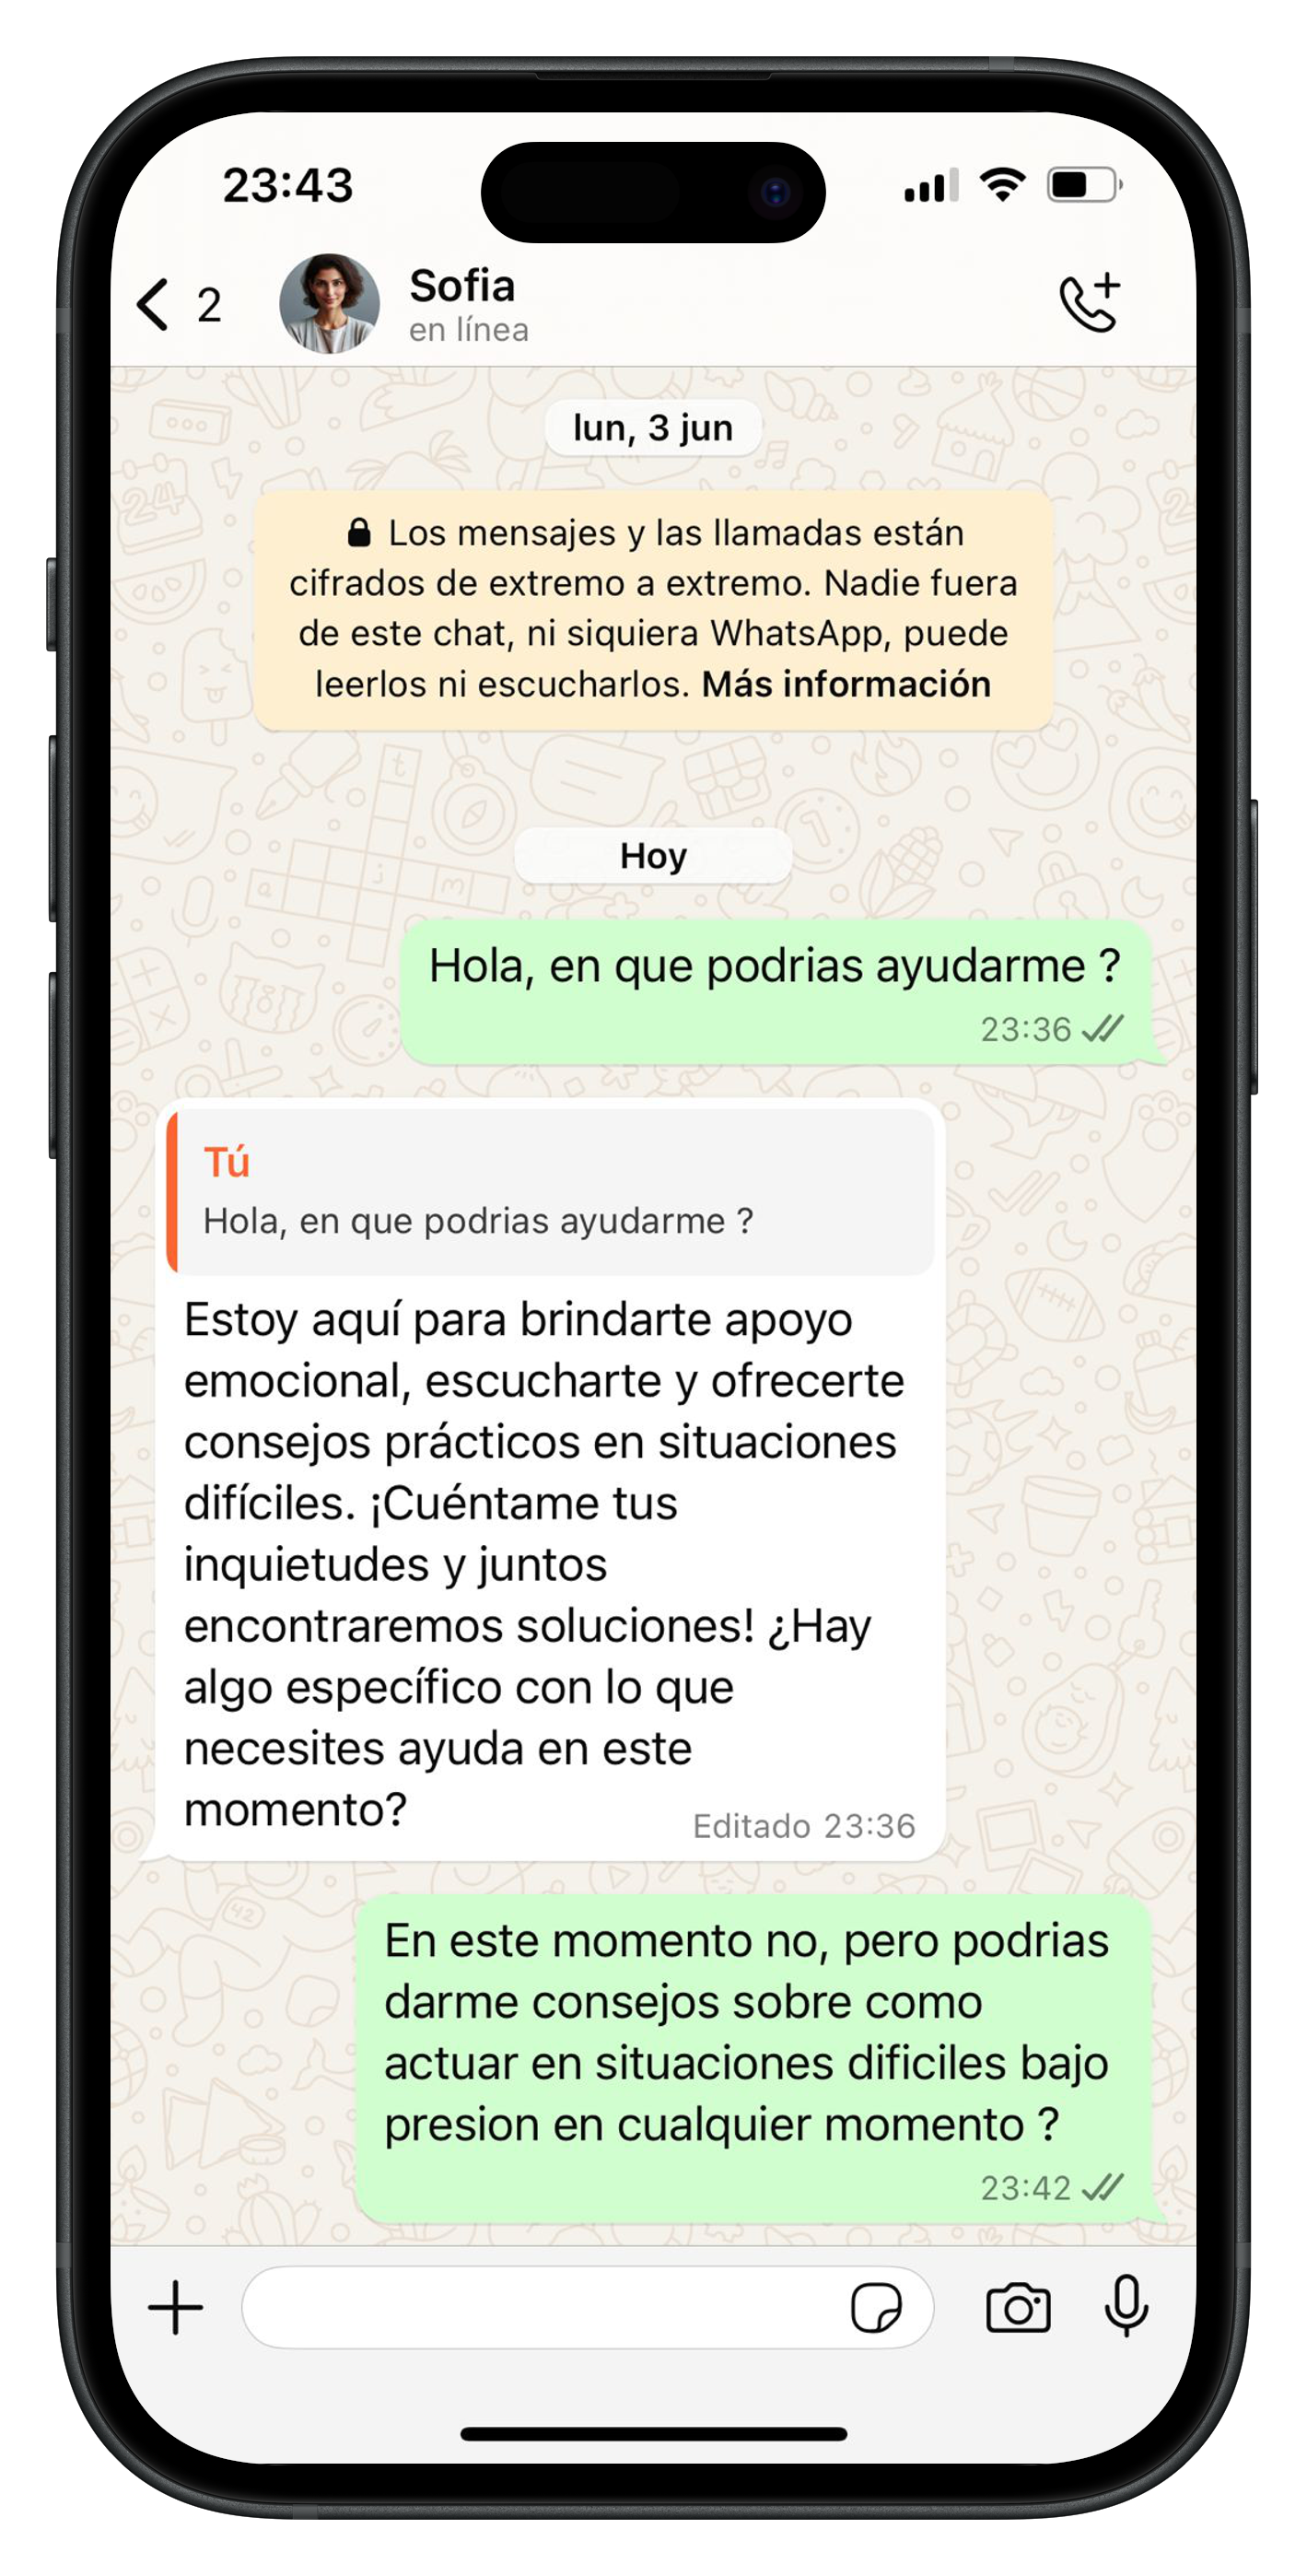 23:43
2
Sofia
en línea
lun, 3 jun
Los mensajes y las llamadas están
cifrados de extremo a extremo. Nadie fuera
de este chat, ni siquiera WhatsApp, puede
leerlos ni escucharlos. Más información
Hoy
Hola, en que podrias ayudarme ?
23:36
Tú
Hola, en que podrias ayudarme ?
Estoy aquí para brindarte apoyo
emocional, escucharte y ofrecerte
consejos prácticos en situaciones
difíciles. ¡Cuéntame tus
inquietudes y juntos
encontraremos soluciones! ¿Hay
algo específico con lo que
necesites ayuda en este
momento?
Editado 23:36
En este momento no, pero podrias
darme consejos sobre como
actuar en situaciones dificiles bajo
presion en cualquier momento ?
23:42